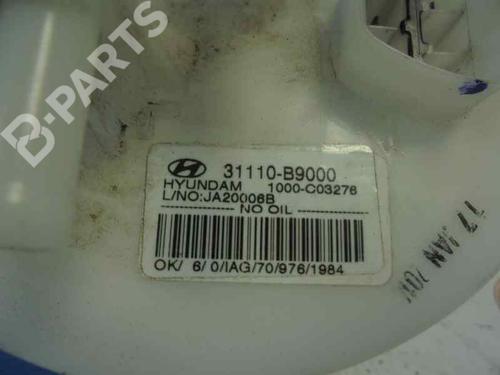 B-PARTS
31110-B9000
HYUNDAM 1000-C03276
L/NO:JA20006B
NO OIL
OK/ 6/ 0/IAG/70/976/1984
17 JAN